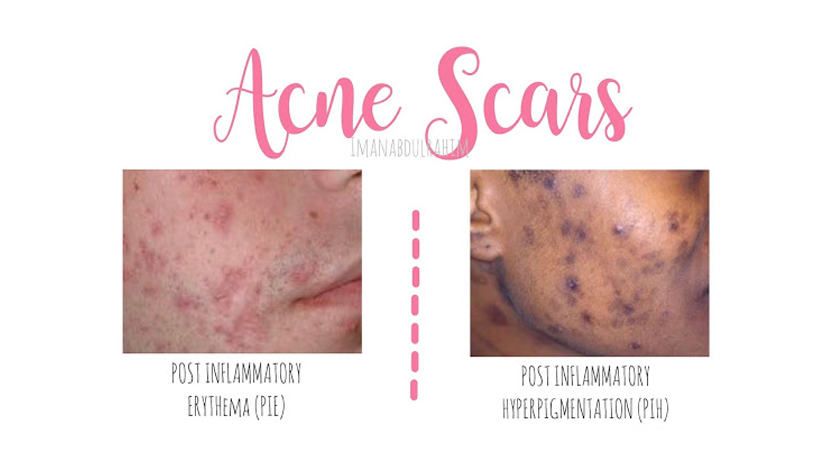 Acne Scars
Imanabdulrahim
POST INFLAMMATORY
ERYTHema (PIE)
POST INFLAMMATORY
HYPERPIGMENTATION (PIH)